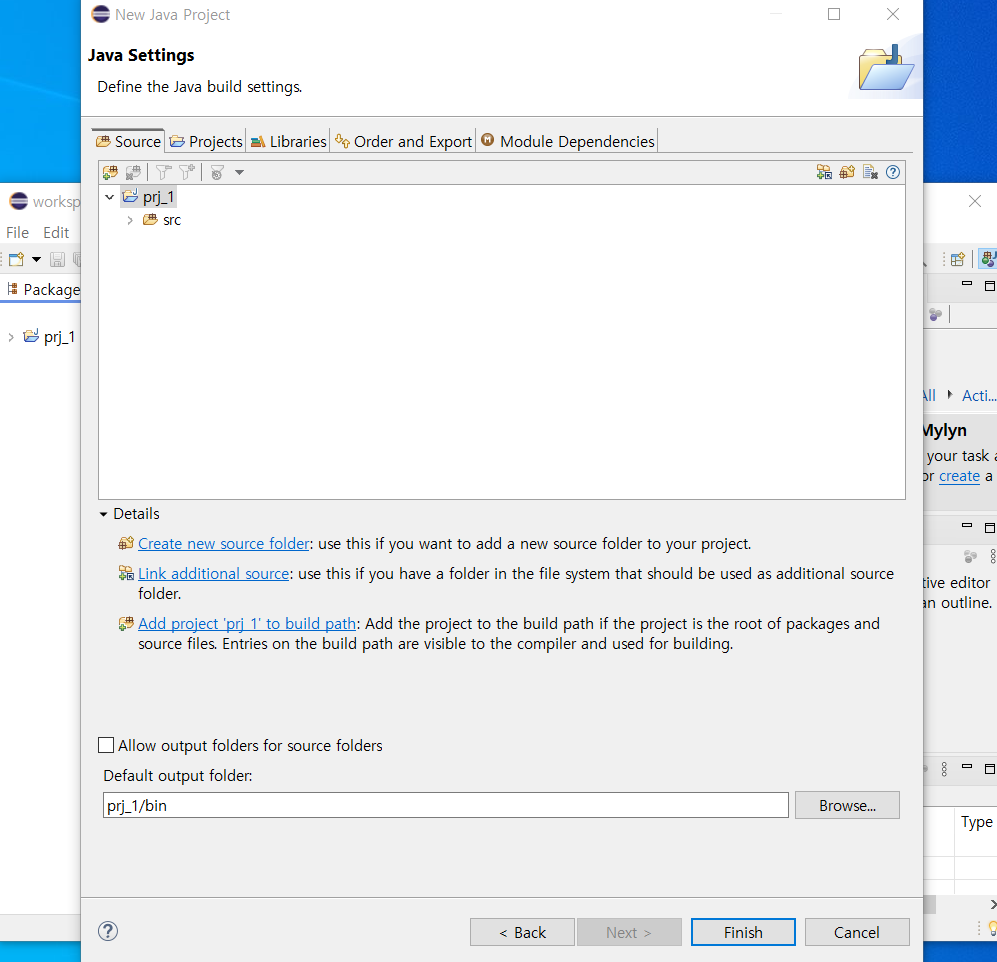 New Java Project
Java Settings
Define the Java build settings.
Source
Projects
Libraries
Order and Export
Module Dependencies
prj_1
src
Details
Create new source folder: use this if you want to add a new source folder to your project.
Link additional source: use this if you have a folder in the file system that should be used as additional source
folder.
Add project 'prj_1' to build path: Add the project to the build path if the project is the root of packages and
source files. Entries on the build path are visible to the compiler and used for building.
Allow output folders for source folders
Default output folder:
prj_1/bin
Browse...
< Back
Next >
Finish
Cancel
worksp
File Edit
Package
prj_1
All
Acti...
Mylyn
your task a
or create a
tive editor
an outline.
Type